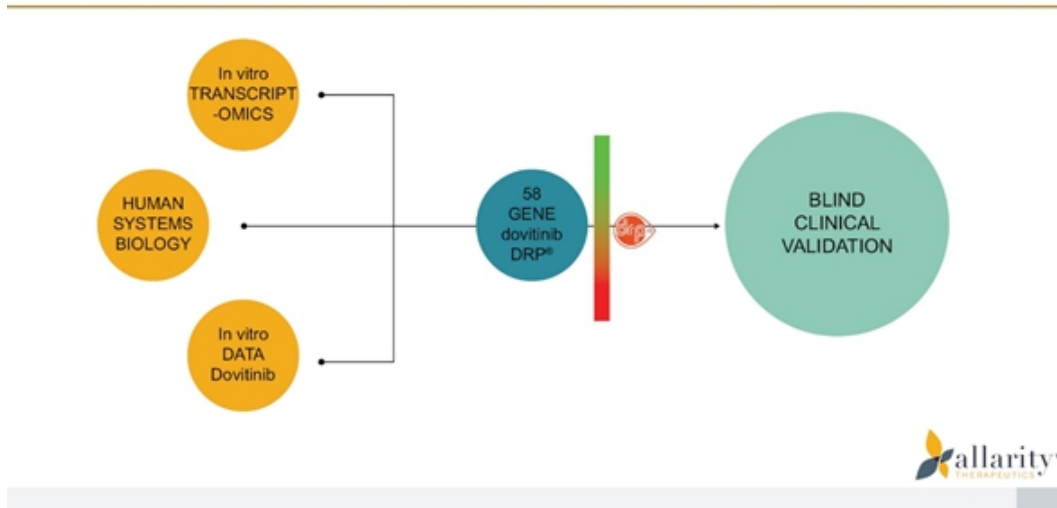 In vitro
TRANSCRIPT
-OMICS
HUMAN
SYSTEMS
BIOLOGY
In vitro
DATA
Dovitinib
58
GENE
dovitinib
DRP®
drp
BLIND
CLINICAL
VALIDATION
allarity
THERAPEUTICS